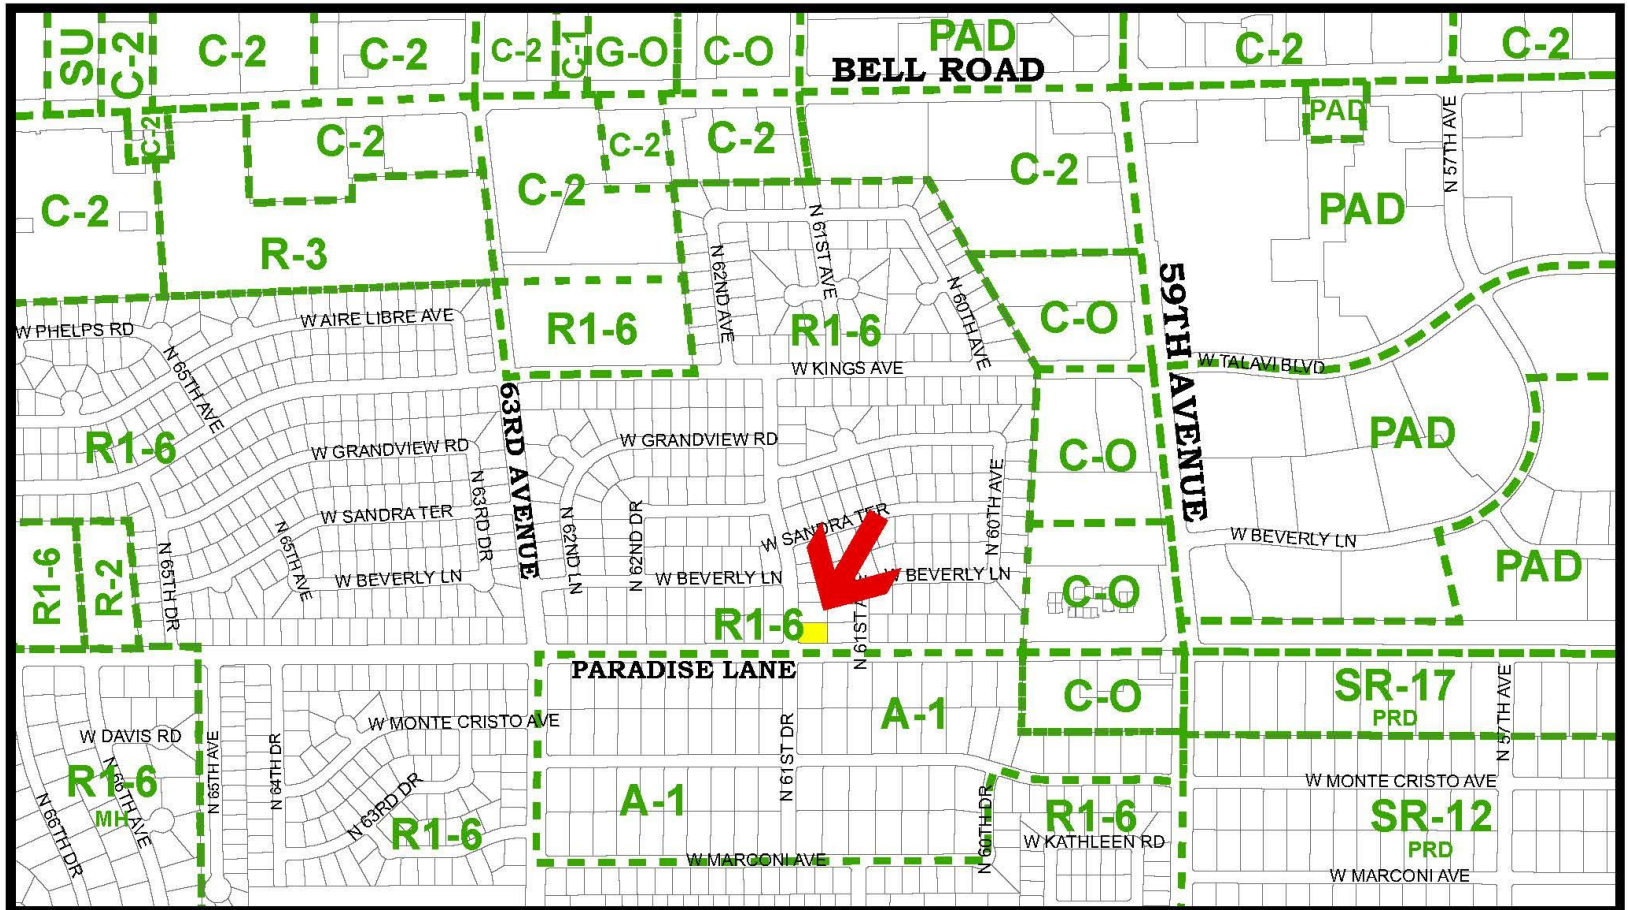 SU
C-2
C-2
C-2
C-2
C-1
G-O
C-O
PAD
C-2
C-2
BELL ROAD
C-2
C-2
C-2
C-2
C-2
PAD
N 57TH AVE
C-2
R-3
C-2
PAD
N 61ST AVE
N 62ND AVE
N 60TH AVE
59TH AVENUE
W PHELPS RD
W AIRE LIBRE AVE
R1-6
R1-6
C-O
N 65TH AVE
W KINGS AVE
W TALAVI BLVD
63RD AVENUE
R1-6
W GRANDVIEW RD
W GRANDVIEW RD
C-O
PAD
N 63RD DR
N 62ND LN
N 62ND DR
N 60TH AVE
W SANDRA TER
W SANDRA TER
N 65TH AVE
W BEVERLY LN
R1-6
R-2
N 65TH DR
W BEVERLY LN
W BEVERLY LN
W BEVERLY LN
C-O
PAD
R1-6
N 61ST A
PARADISE LANE
C-O
SR-17
PRD
N 57TH AVE
W DAVIS RD
W MONTE CRISTO AVE
A-1
N 61ST DR
R1-6
MH
N 66TH AVE
N 66TH DR
N 65TH AVE
N 64TH DR
N 63RD DR
R1-6
A-1
N 60TH DR
R1-6
W KATHLEEN RD
W MONTE CRISTO AVE
SR-12
PRD
W MARCONI AVE
W MARCONI AVE